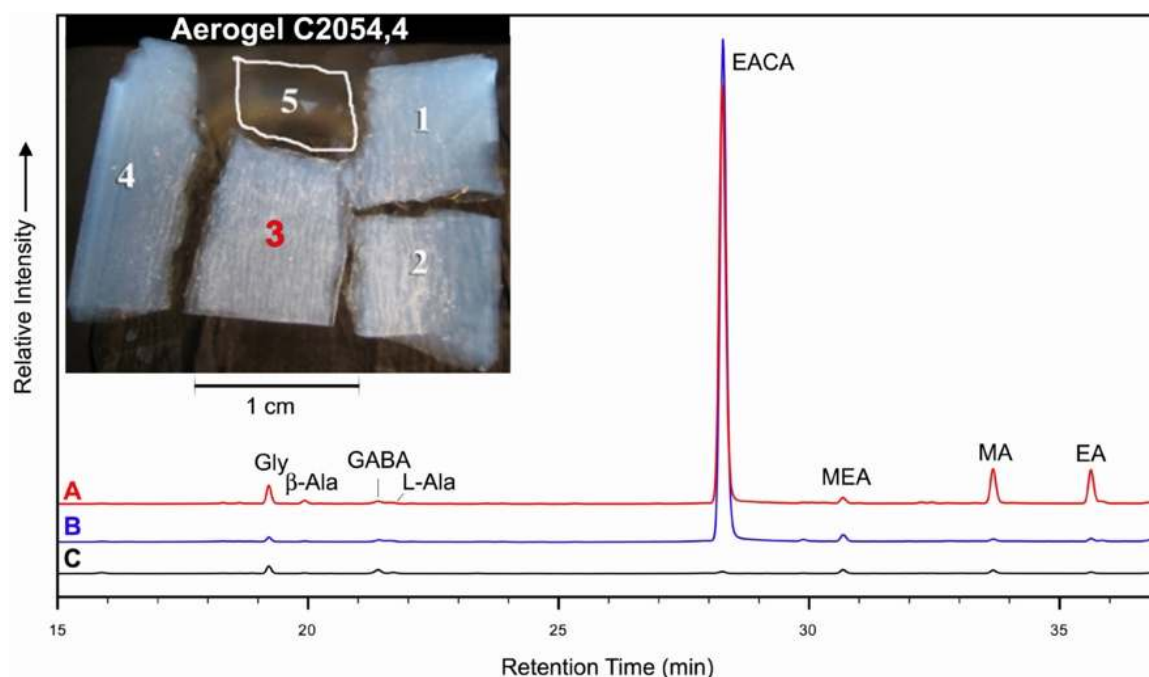 Aerogel C2054,4
5
1
4
3
2
1 cm
EACA
Relative Intensity
Gly
β-Ala
GABA
L-Ala
MEA
MA
EA
A
B
C
15
20
25
30
35
Retention Time (min)